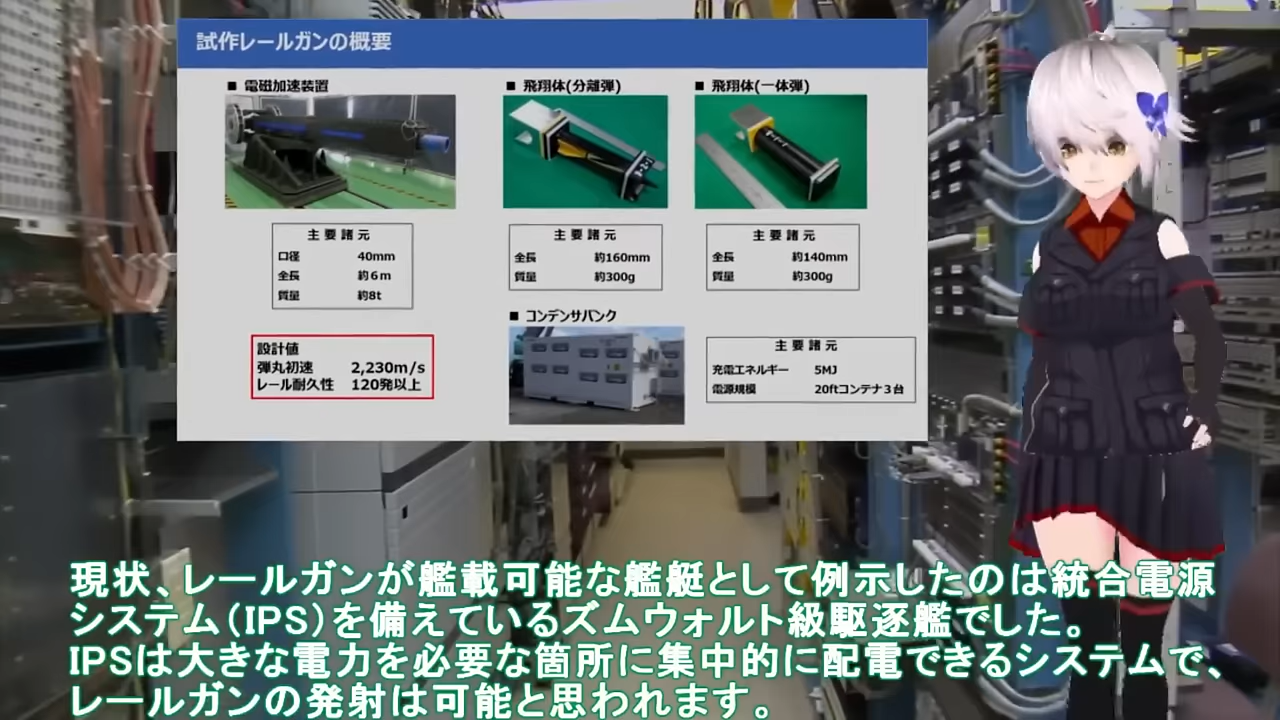 試作レールガンの概要
■ 電磁加速装置
■ 飛翔体(分離弾)
■ 飛翔体(一体弾)
主要諸元
口径 40mm
全長 約6m
質量 約8t
主要諸元
全長 約160mm
質量 約300g
主要諸元
全長 約140mm
質量 約300g
設計値
弾丸初速 2,230m/s
レール耐久性 120発以上
■ コンデンサバンク
主要諸元
充電エネルギー 5MJ
電源規模 20ftコンテナ3台
現状、レールガンが艦載可能な艦艇として例示したのは統合電源
システム（IPS）を備えているズムウォルト級駆逐艦でした。
IPSは大きな電力を必要な箇所に集中的に配電できるシステムで、
レールガンの発射は可能と思われます。